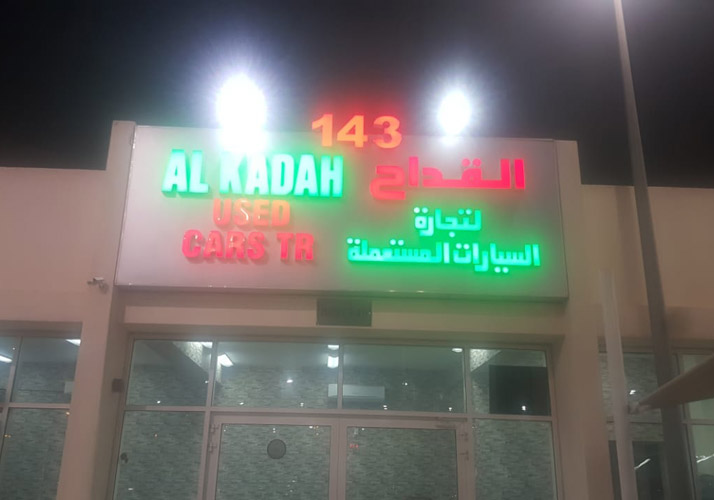 143
AL KADAH
القداح
USED
CARS TR
لتجارة
السيارات المستعملة